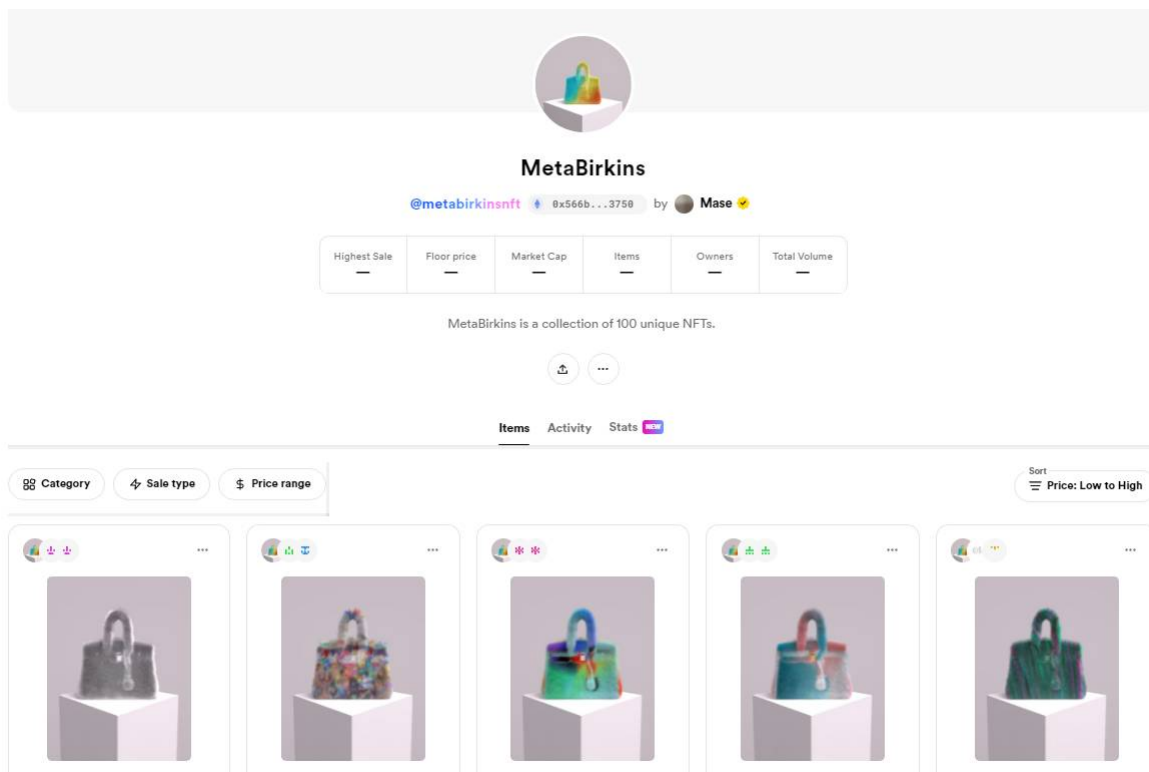 MetaBirkins
@metabirkinsnft 0x566b...3750 by Mase
Highest Sale Floor price Market Cap Items Owners Total Volume
— — — — — —
MetaBirkins is a collection of 100 unique NFTs.
Items Activity Stats NEW
Sort
Category Sale type Price range Price: Low to High